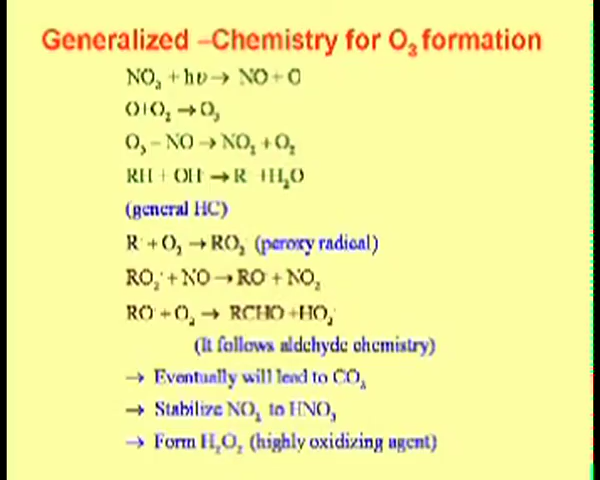 Generalized –Chemistry for O₃ formation
NO₂ + hν → NO + O
O + O₂ → O₃
O₃ – NO → NO₂ + O₂
RH + OH → R + H₂O
(general HC)
R˙ + O₂ → RO₂ (peroxy radical)
RO₂˙ + NO → RO + NO₂
RO + O₂ → RCHO + HO₂
(It follows aldehyde chemistry)
→ Eventually will lead to CO₂
→ Stabilize NO₂ to HNO₃
→ Form H₂O₂ (highly oxidizing agent)